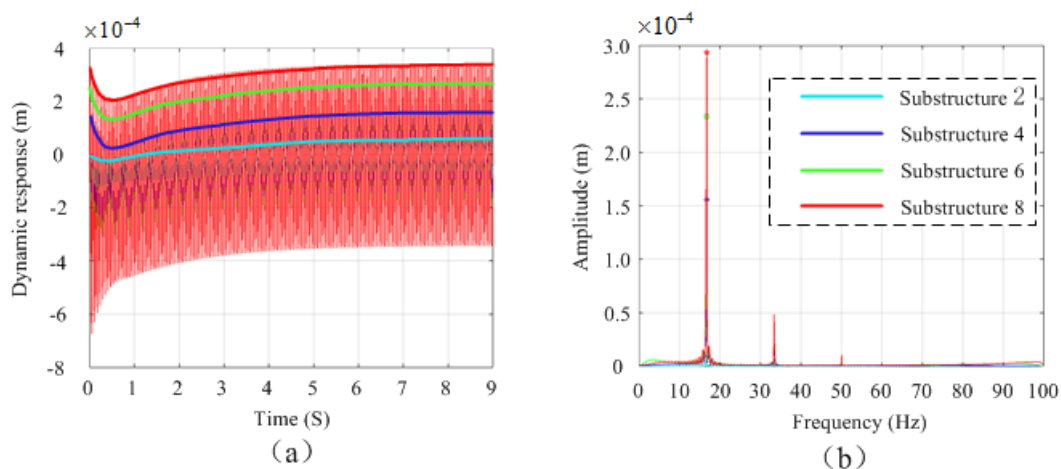 ×10⁻⁴
4
2
0
-2
-4
-6
-8
Dynamic response (m)
0 1 2 3 4 5 6 7 8 9
Time (S)
(a)
×10⁻⁴
3.0
2.5
2.0
1.5
1.0
0.5
0
Amplitude (m)
Substructure 2
Substructure 4
Substructure 6
Substructure 8
0 10 20 30 40 50 60 70 80 90 100
Frequency (Hz)
(b)